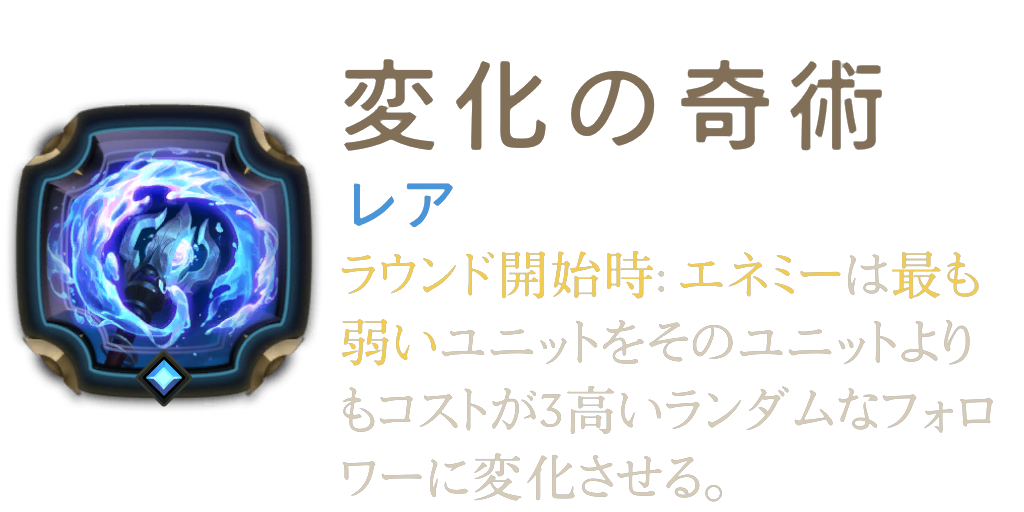 変化の奇術
レア
ラウンド開始時: エネミーは最も
弱いユニットをそのユニットより
もコストが3高いランダムなフォロ
ワーに変化させる。